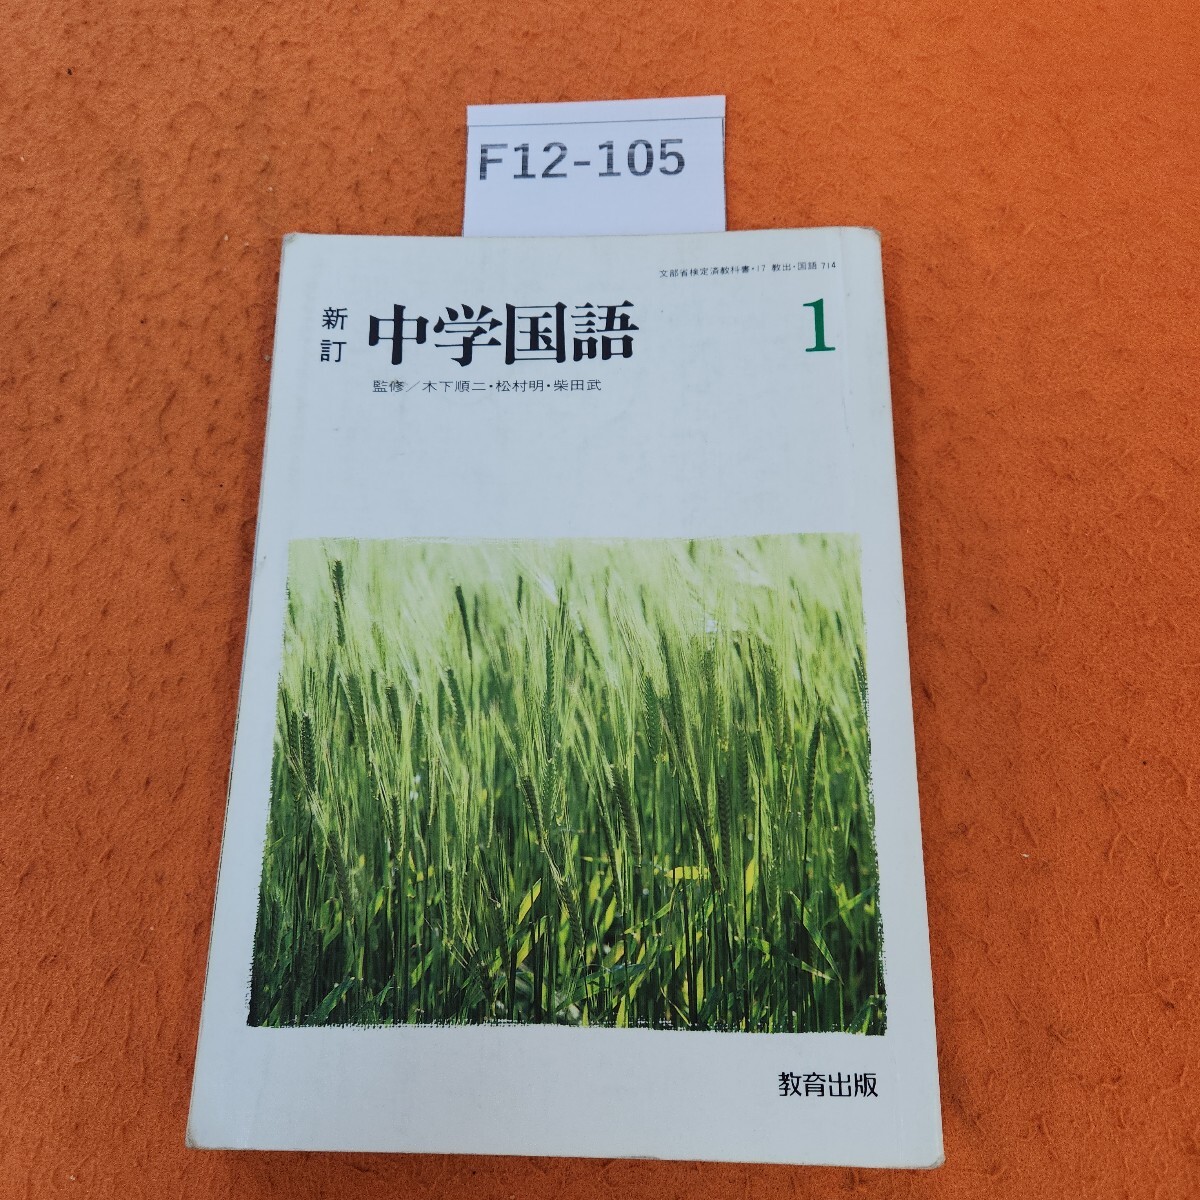 F12-105
文部省検定済教科書・17 教出・国語 714
新訂 中学国語 1
監修／木下順二・松村明・柴田武
教育出版